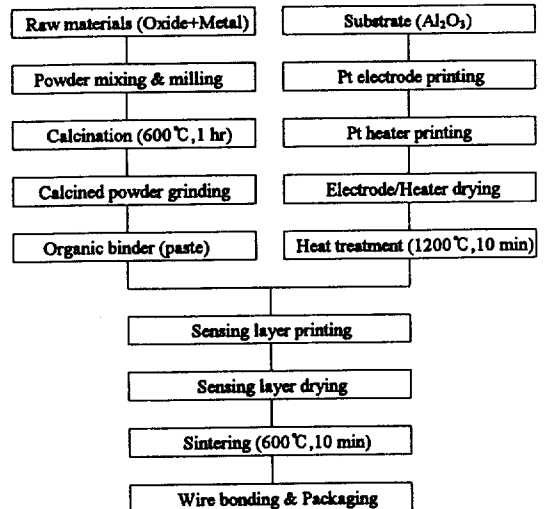 Raw materials (Oxide+Metal)
Powder mixing & milling
Calcination (600℃,1 hr)
Calcined powder grinding
Organic binder (paste)
Substrate (Al₂O₃)
Pt electrode printing
Pt heater printing
Electrode/Heater drying
Heat treatment (1200℃,10 min)
Sensing layer printing
Sensing layer drying
Sintering (600℃,10 min)
Wire bonding & Packaging